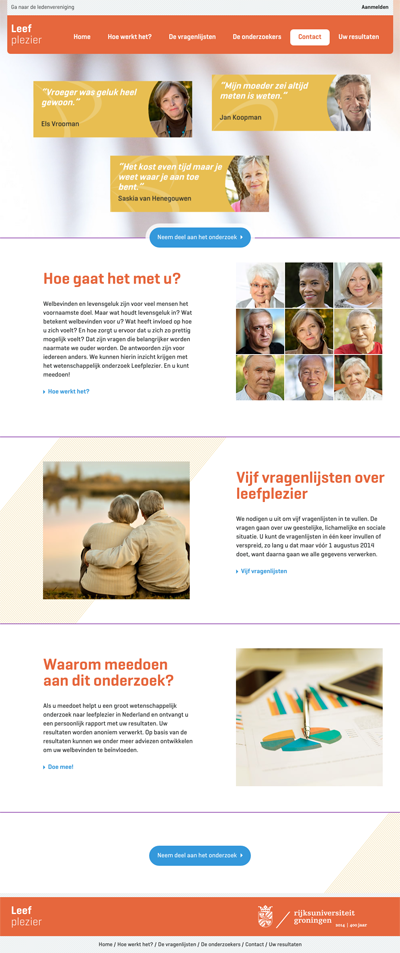 Ga naar de ledenvereniging
Aanmelden
Leef
plezier
Home
Hoe werkt het?
De vragenlijsten
De onderzoekers
Contact
Uw resultaten
“Vroeger was geluk heel
gewoon.”
Els Vrooman
“Mijn moeder zei altijd
meten is weten.”
Jan Koopman
“Het kost even tijd maar je
weet waar je aan toe
bent.”
Saskia van Henegouwen
Neem deel aan het onderzoek
Hoe gaat het met u?
Welbevinden en levensgeluk zijn voor veel mensen het
voornaamste doel. Maar wat houdt levensgeluk in? Wat
betekent welbevinden voor u? Wat heeft invloed op hoe
u zich voelt? En hoe zorgt u ervoor dat u zich zo prettig
mogelijk voelt? Dat zijn vragen die belangrijker worden
naarmate we ouder worden. De antwoorden zijn voor
iedereen anders. We kunnen hierin inzicht krijgen met
het wetenschappelijk onderzoek Leefplezier. En u kunt
meedoen!
Hoe werkt het?
Vijf vragenlijsten over
leefplezier
We nodigen u uit om vijf vragenlijsten in te vullen. De
vragen gaan over uw geestelijke, lichamelijke en sociale
situatie. U kunt de vragenlijsten in één keer invullen of
verspreid, zo lang u dat maar vóór 1 augustus 2014
doet, want daarna gaan we alle gegevens verwerken.
Vijf vragenlijsten
Waarom meedoen
aan dit onderzoek?
Als u meedoet helpt u een groot wetenschappelijk
onderzoek naar leefplezier in Nederland en ontvangt u
een persoonlijk rapport met uw resultaten. Uw
resultaten worden anoniem verwerkt. Op basis van de
resultaten kunnen we onder meer adviezen ontwikkelen
om uw welbevinden te beïnvloeden.
Doe mee!
Neem deel aan het onderzoek
Leef
plezier
rijksuniversiteit
groningen
2014 | 400 jaar
Home / Hoe werkt het? / De vragenlijsten / De onderzoekers / Contact / Uw resultaten